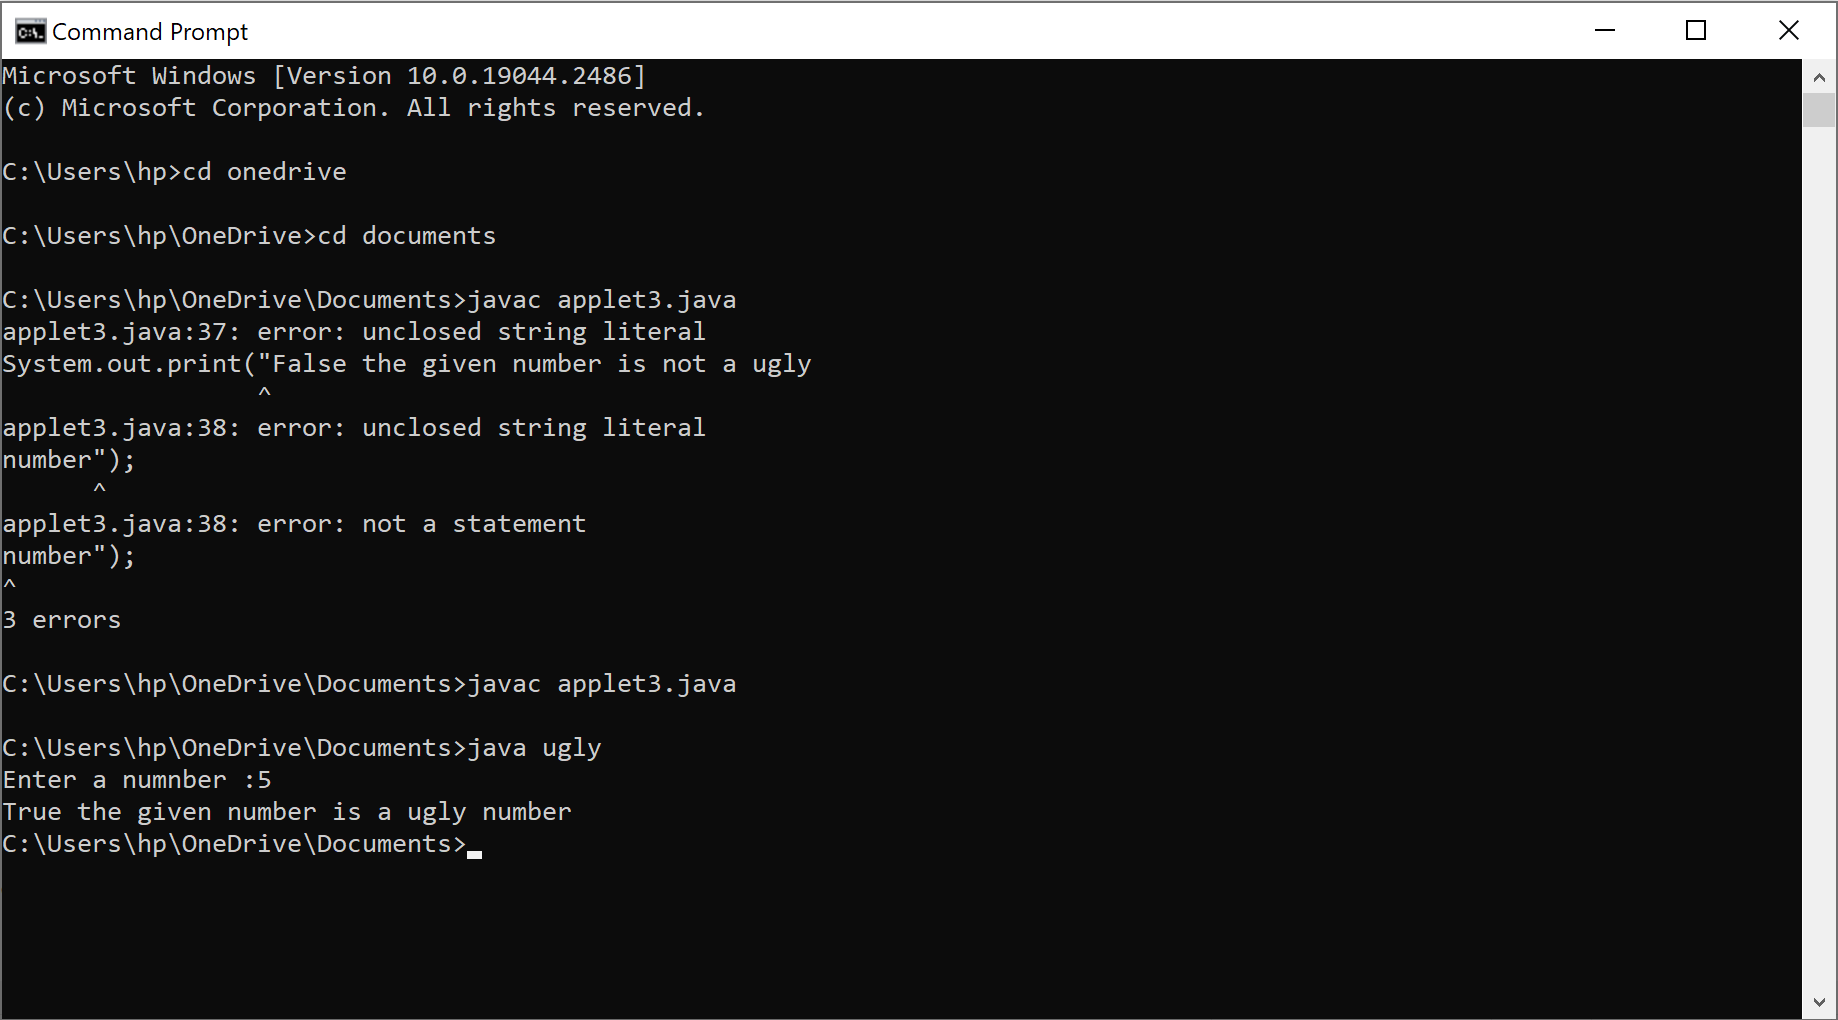 Command Prompt
Microsoft Windows [Version 10.0.19044.2486]
(c) Microsoft Corporation. All rights reserved.
C:\Users\hp>cd onedrive
C:\Users\hp\OneDrive>cd documents
C:\Users\hp\OneDrive\Documents>javac applet3.java
applet3.java:37: error: unclosed string literal
System.out.print("False the given number is not a ugly
^
applet3.java:38: error: unclosed string literal
number");
^
applet3.java:38: error: not a statement
number");
^
3 errors
C:\Users\hp\OneDrive\Documents>javac applet3.java
C:\Users\hp\OneDrive\Documents>java ugly
Enter a numnber :5
True the given number is a ugly number
C:\Users\hp\OneDrive\Documents>